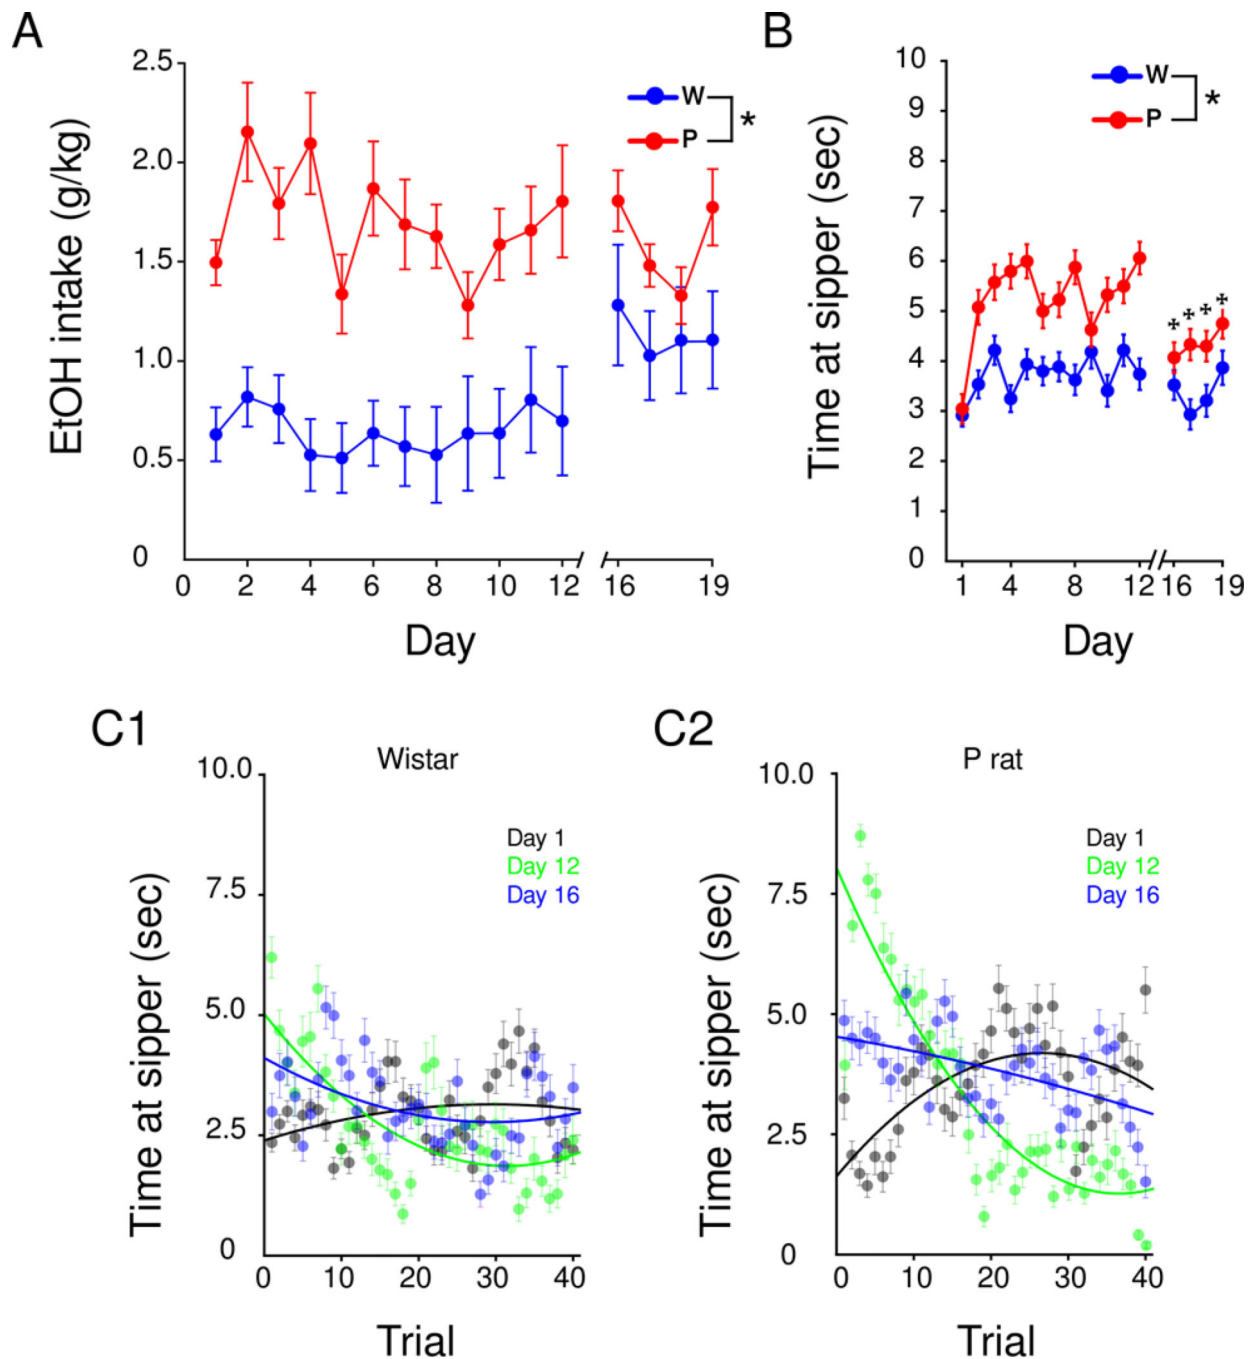 A
EtOH intake (g/kg)
2.5
2.0
1.5
1.0
0.5
0
W
P
*
0 2 4 6 8 10 12 16 19
Day
B
Time at sipper (sec)
10
9
8
7
6
5
4
3
2
1
0
W
P
*
✢ ✢ ✢ ✢
1 4 8 12 16 19
Day
C1
Wistar
Time at sipper (sec)
10.0
7.5
5.0
2.5
0
Day 1
Day 12
Day 16
0 10 20 30 40
Trial
C2
P rat
Time at sipper (sec)
10.0
7.5
5.0
2.5
0
Day 1
Day 12
Day 16
0 10 20 30 40
Trial